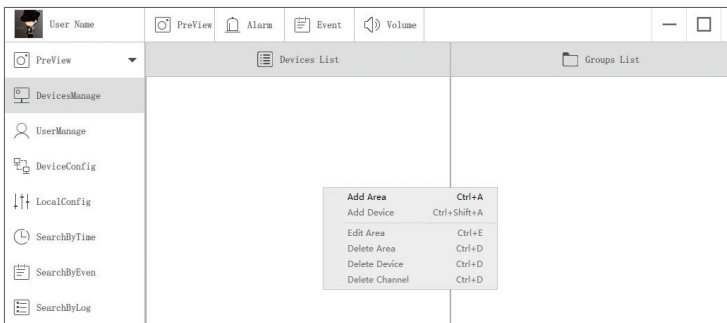 User Name
PreView
Alarm
Event
Volume
PreView
Devices List
Groups List
DevicesManage
UserManage
DeviceConfig
LocalConfig
SearchByTime
SearchByEven
SearchByLog
Add Area Ctrl+A
Add Device Ctrl+Shift+A
Edit Area Ctrl+E
Delete Area Ctrl+D
Delete Device Ctrl+D
Delete Channel Ctrl+D